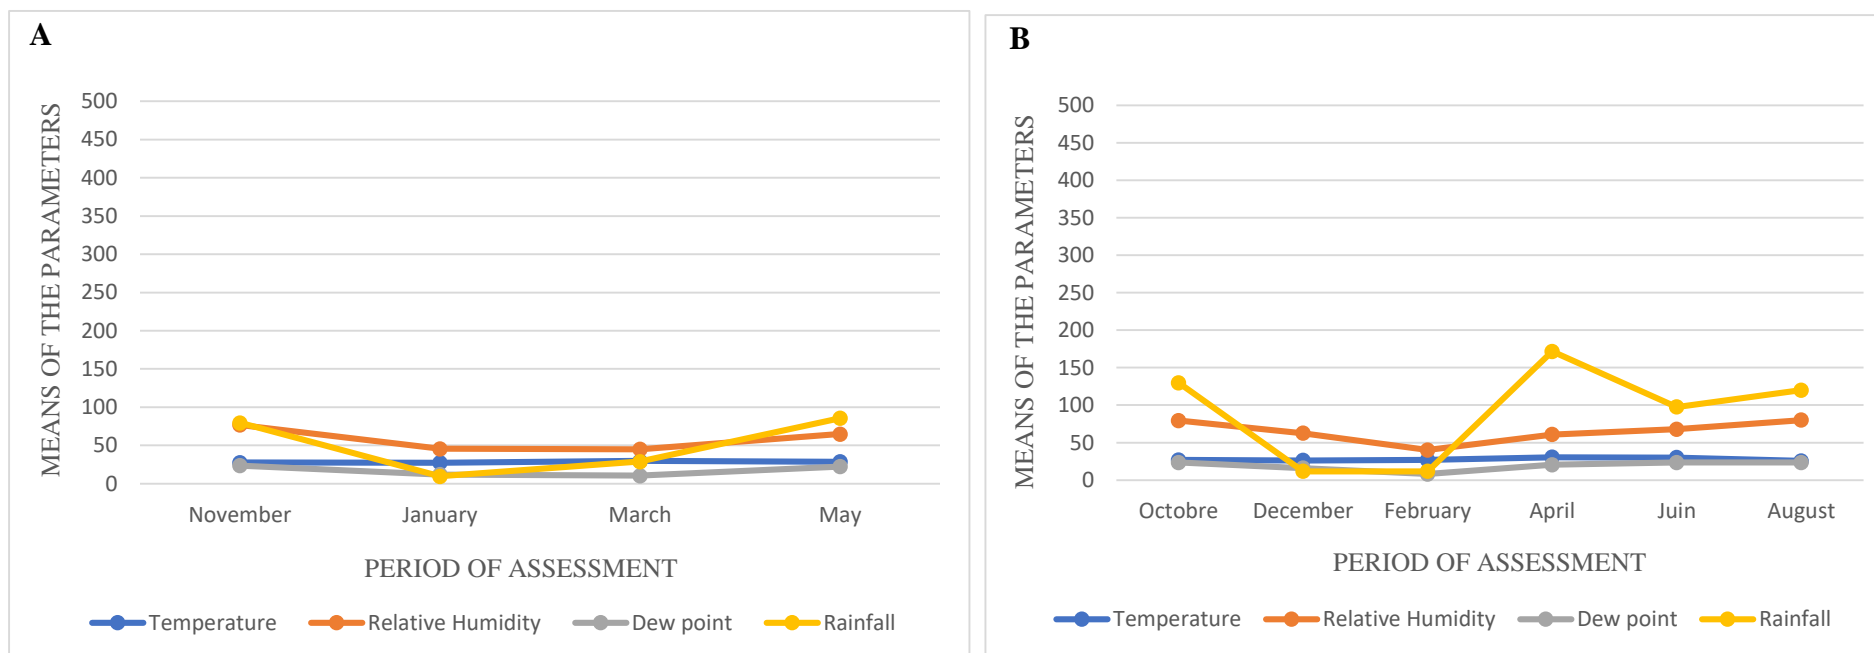 A
MEANS OF THE PARAMETERS
500
450
400
350
300
250
200
150
100
50
0
November January March May
PERIOD OF ASSESSMENT
Temperature Relative Humidity Dew point Rainfall
B
MEANS OF THE PARAMETERS
500
450
400
350
300
250
200
150
100
50
0
Octobre December February April Juin August
PERIOD OF ASSESSMENT
Temperature Relative Humidity Dew point Rainfall